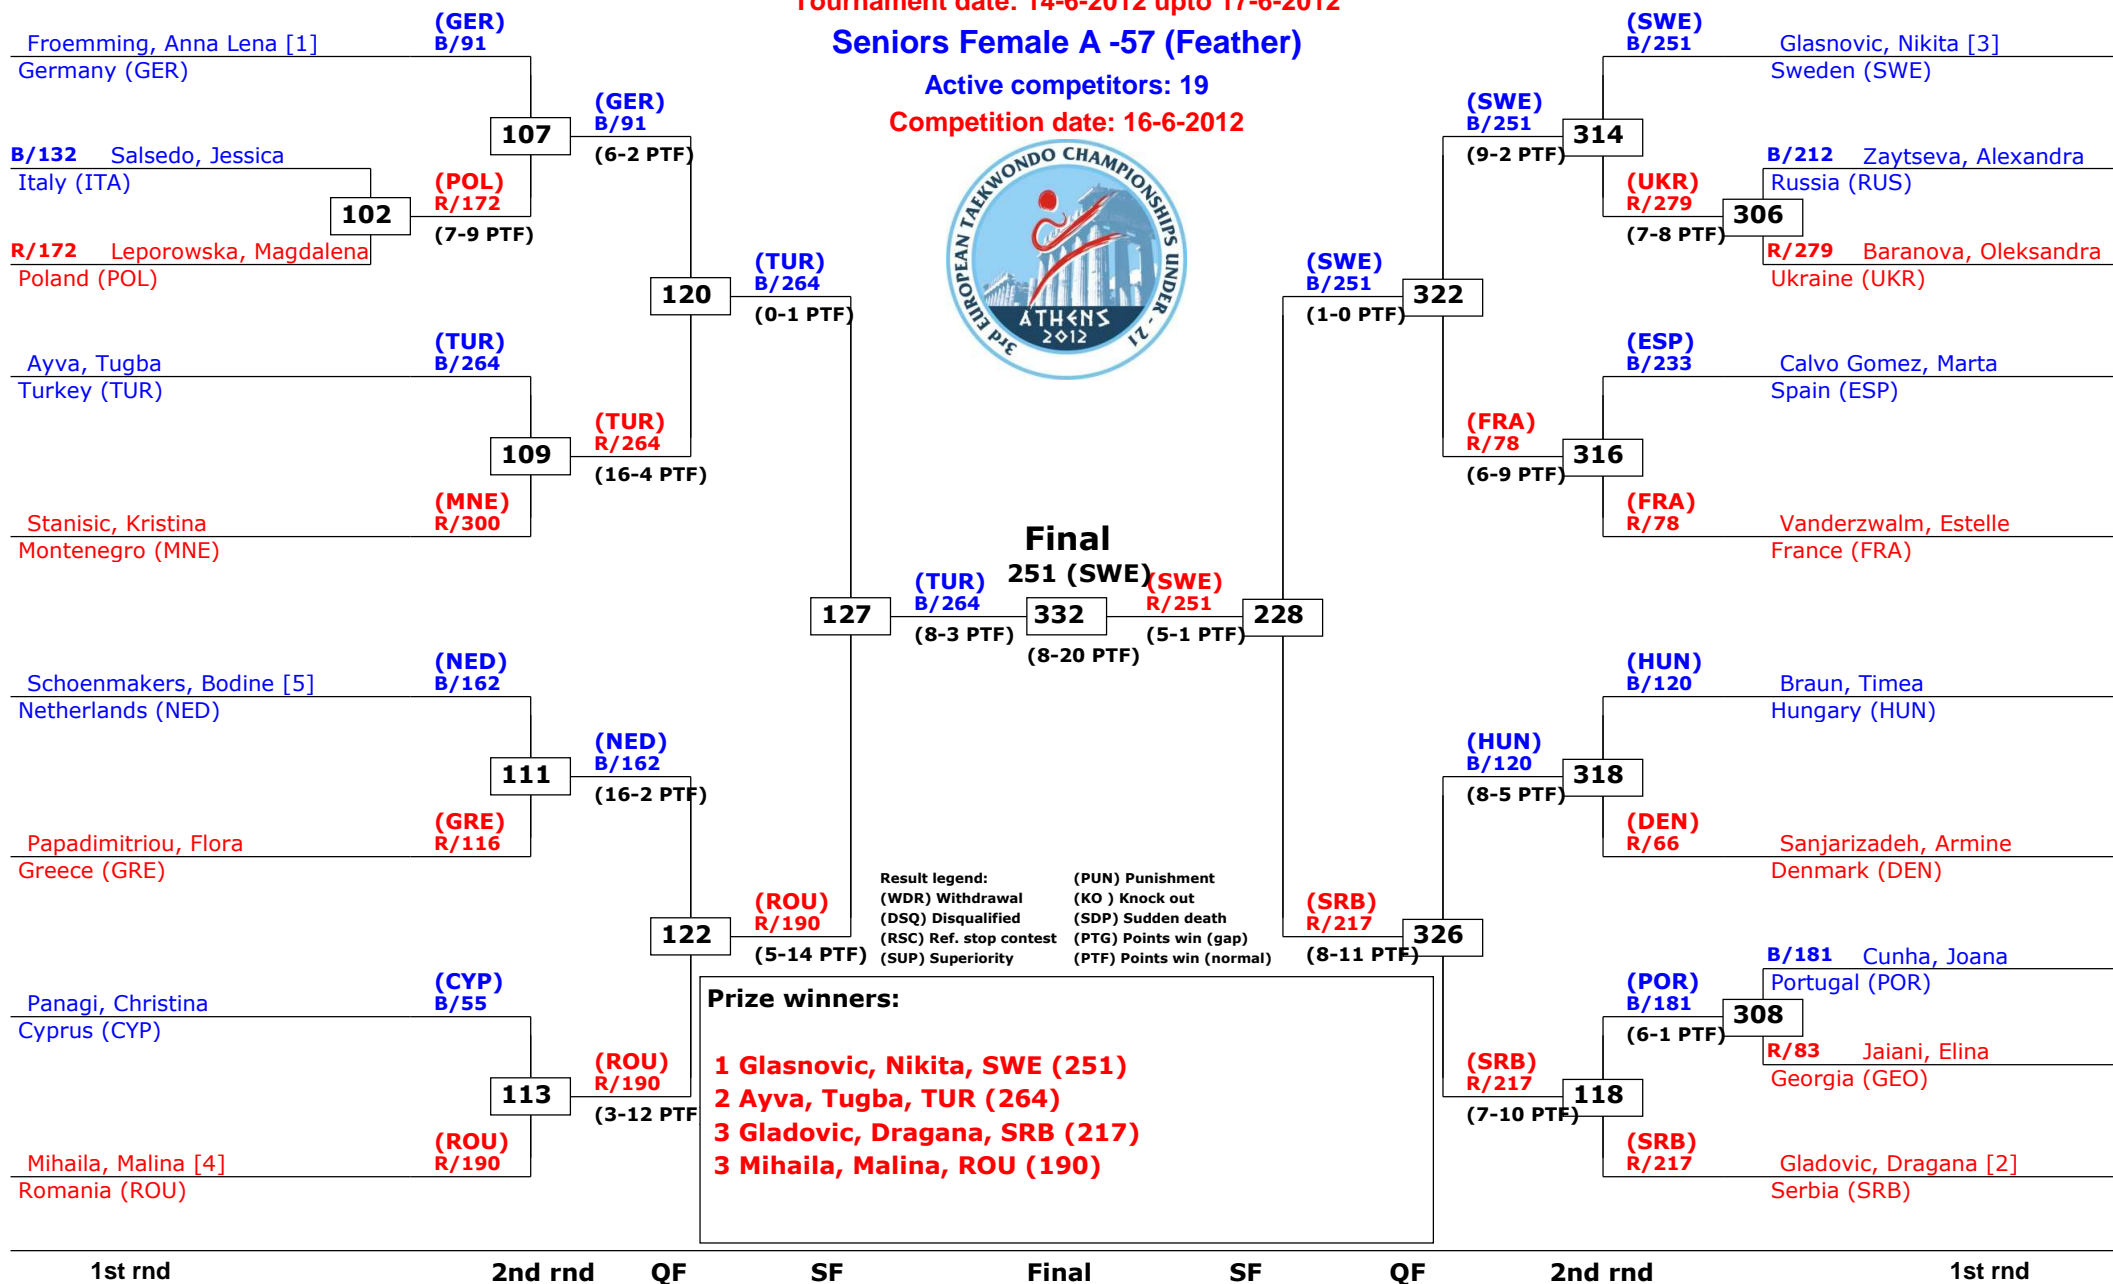 Tournament date: 14-6-2012 upto 17-6-2012
Seniors Female A -57 (Feather)
Active competitors: 19
Competition date: 16-6-2012
3rd EUROPEAN TAEKWONDO CHAMPIONSHIPS UNDER - 21
ATHENS
2012
Froemming, Anna Lena [1]
Germany (GER)
(GER)
B/91
B/132 Salsedo, Jessica
Italy (ITA)
102
R/172 Leporowska, Magdalena
Poland (POL)
(POL)
R/172
(7-9 PTF)
107
(GER)
B/91
(6-2 PTF)
Ayva, Tugba
Turkey (TUR)
(TUR)
B/264
109
Stanisic, Kristina
Montenegro (MNE)
(MNE)
R/300
(TUR)
R/264
(16-4 PTF)
120
(TUR)
B/264
(0-1 PTF)
Schoenmakers, Bodine [5]
Netherlands (NED)
(NED)
B/162
111
Papadimitriou, Flora
Greece (GRE)
(GRE)
R/116
(NED)
B/162
(16-2 PTF)
Panagi, Christina
Cyprus (CYP)
(CYP)
B/55
113
Mihaila, Malina [4]
Romania (ROU)
(ROU)
R/190
(ROU)
R/190
(3-12 PTF
122
(ROU)
R/190
(5-14 PTF)
127
(TUR)
B/264
(8-3 PTF)
Final
251 (SWE)
332
(8-20 PTF)
(SWE)
R/251
(5-1 PTF)
228
(SWE)
B/251
(1-0 PTF)
322
(SWE)
B/251
(9-2 PTF)
314
(SWE)
B/251
Glasnovic, Nikita [3]
Sweden (SWE)
(UKR)
R/279
(7-8 PTF)
306
B/212 Zaytseva, Alexandra
Russia (RUS)
R/279 Baranova, Oleksandra
Ukraine (UKR)
(FRA)
R/78
(6-9 PTF)
316
(ESP)
B/233
Calvo Gomez, Marta
Spain (ESP)
(FRA)
R/78
Vanderzwalm, Estelle
France (FRA)
(SRB)
R/217
(8-11 PTF)
326
(HUN)
B/120
(8-5 PTF)
318
(HUN)
B/120
Braun, Timea
Hungary (HUN)
(DEN)
R/66
Sanjarizadeh, Armine
Denmark (DEN)
(SRB)
R/217
(7-10 PTF)
118
(POR)
B/181
(6-1 PTF)
308
B/181 Cunha, Joana
Portugal (POR)
R/83 Jaiani, Elina
Georgia (GEO)
(SRB)
R/217
Gladovic, Dragana [2]
Serbia (SRB)
Result legend: (PUN) Punishment
(WDR) Withdrawal (KO ) Knock out
(DSQ) Disqualified (SDP) Sudden death
(RSC) Ref. stop contest (PTG) Points win (gap)
(SUP) Superiority (PTF) Points win (normal)
Prize winners:
1 Glasnovic, Nikita, SWE (251)
2 Ayva, Tugba, TUR (264)
3 Gladovic, Dragana, SRB (217)
3 Mihaila, Malina, ROU (190)
1st rnd 2nd rnd QF SF Final SF QF 2nd rnd 1st rnd